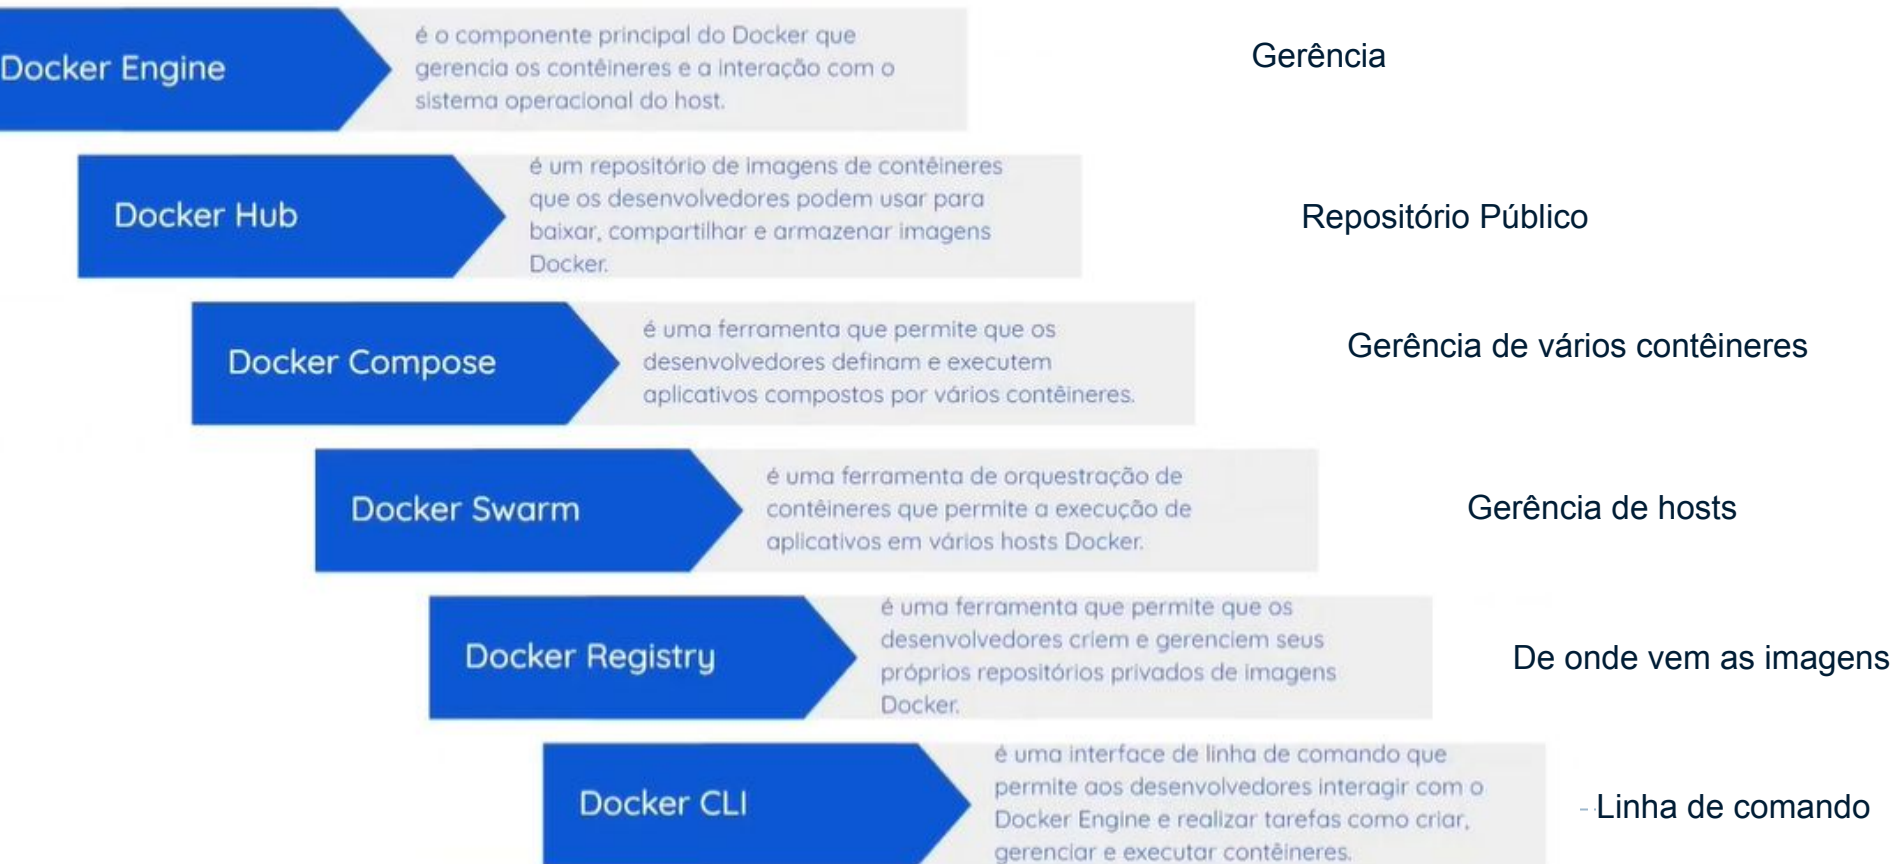 Docker Engine
é o componente principal do Docker que
gerencia os contêineres e a interação com o
sistema operacional do host.
Gerência
Docker Hub
é um repositório de imagens de contêineres
que os desenvolvedores podem usar para
baixar, compartilhar e armazenar imagens
Docker.
Repositório Público
Docker Compose
é uma ferramenta que permite que os
desenvolvedores definam e executem
aplicativos compostos por vários contêineres.
Gerência de vários contêineres
Docker Swarm
é uma ferramenta de orquestração de
contêineres que permite a execução de
aplicativos em vários hosts Docker.
Gerência de hosts
Docker Registry
é uma ferramenta que permite que os
desenvolvedores criem e gerenciem seus
próprios repositórios privados de imagens
Docker.
De onde vem as imagens
Docker CLI
é uma interface de linha de comando que
permite aos desenvolvedores interagir com o
Docker Engine e realizar tarefas como criar,
gerenciar e executar contêineres.
Linha de comando